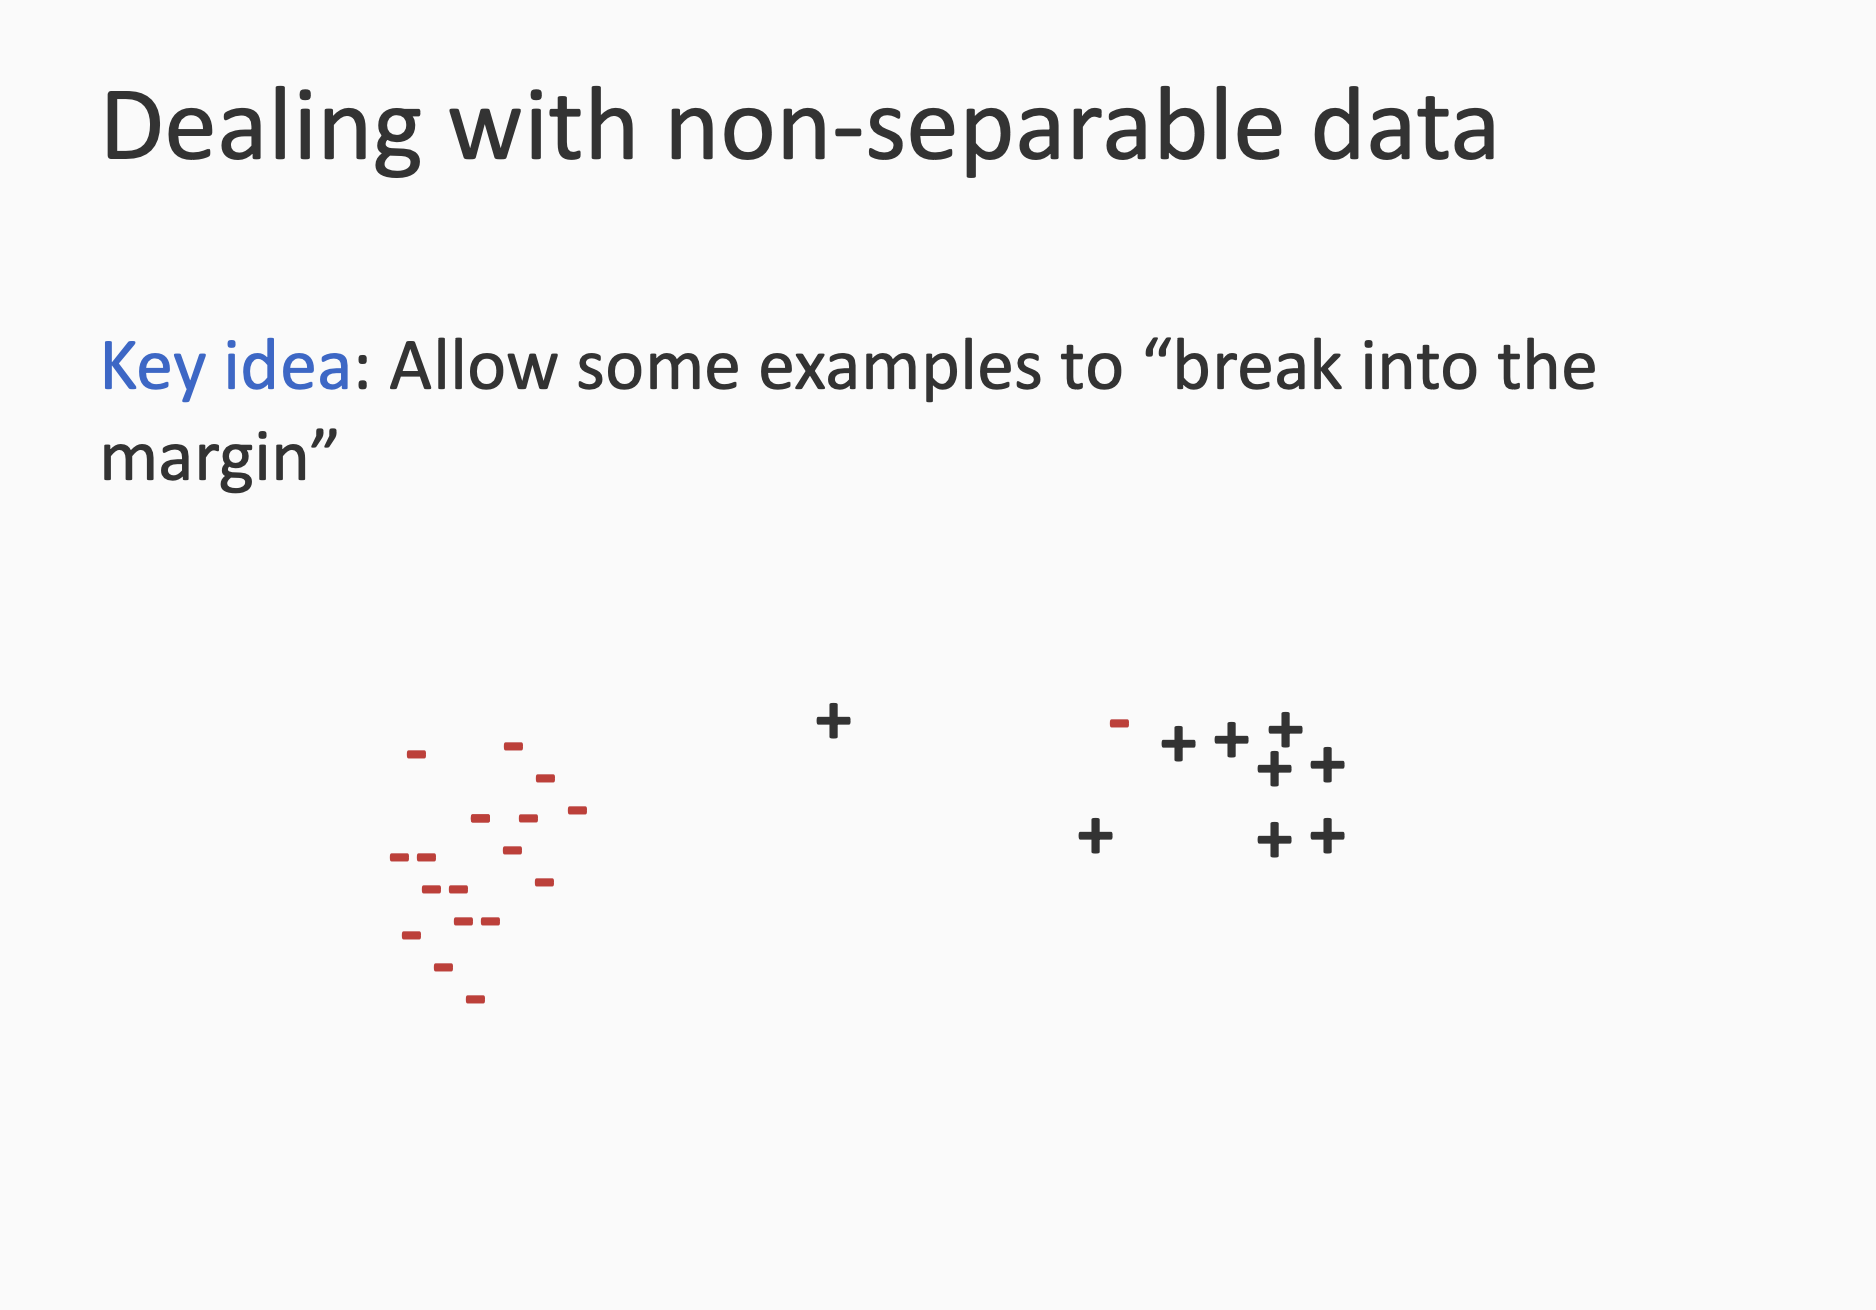 Dealing with non-separable data
Key idea: Allow some examples to “break into the
margin”